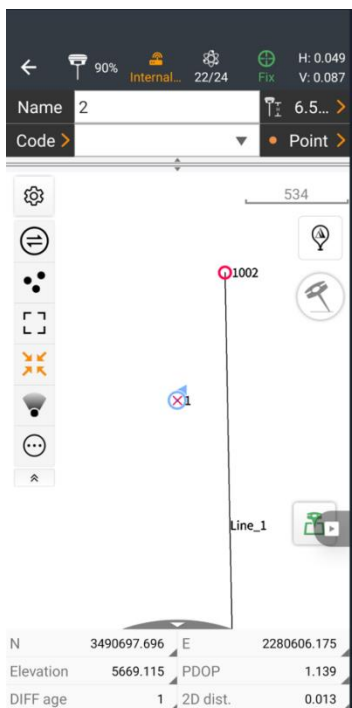 90% Internal... 22/24 Fix H: 0.049
V: 0.087
Name 2 6.5... >
Code > Point >
534
1002
1
Line_1
N 3490697.696 E 2280606.175
Elevation 5669.115 PDOP 1.139
DIFF age 1 2D dist. 0.013